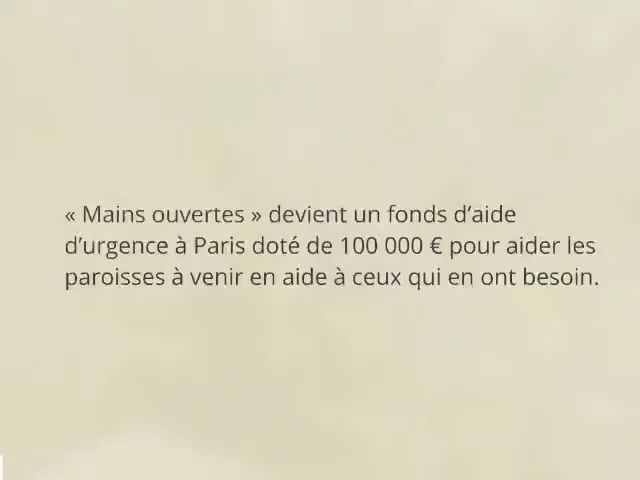 « Mains ouvertes » devient un fonds d’aide
d’urgence à Paris doté de 100 000 € pour aider les
paroisses à venir en aide à ceux qui en ont besoin.